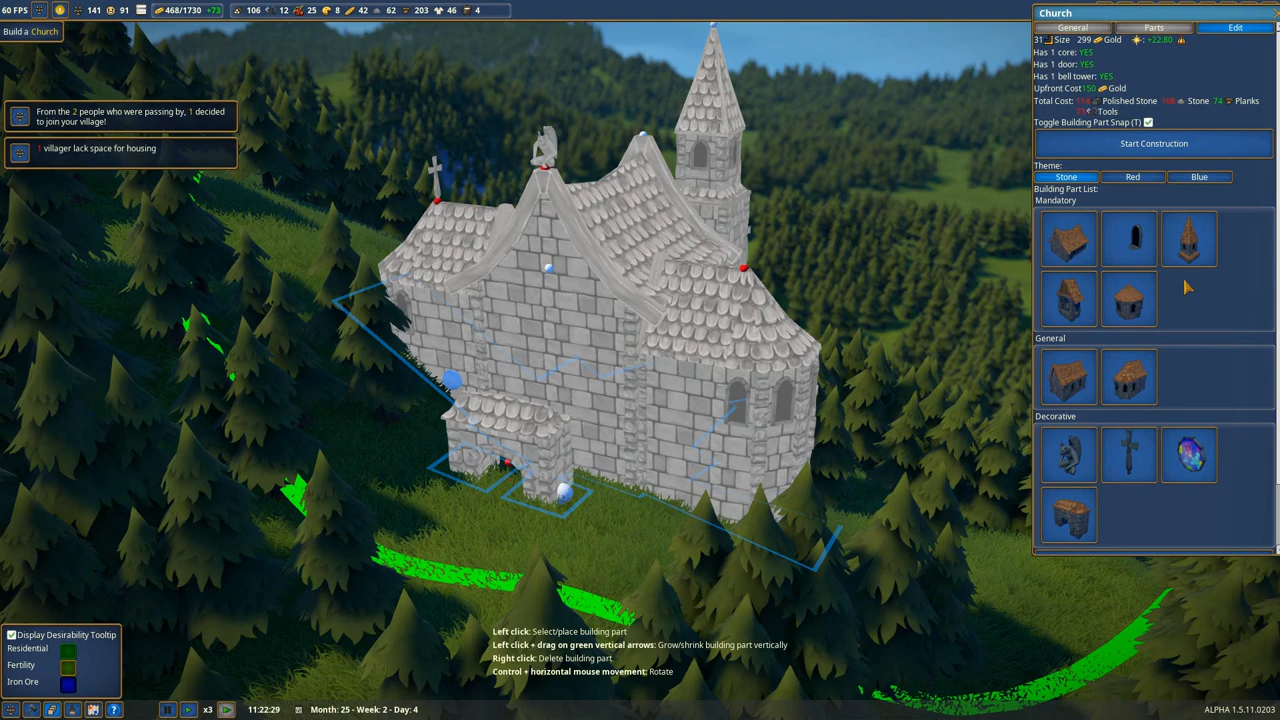 60 FPS 141 91 468/1730 +73 106 12 25 8 42 62 203 46 4
Build a Church
From the 2 people who were passing by, 1 decided
to join your village!
1 villager lack space for housing
Church
General Parts Edit
31 Size 299 Gold : +22.80
Has 1 core: YES
Has 1 door: YES
Has 1 bell tower: YES
Upfront Cost150 Gold
Total Cost: Polished Stone Stone 74 Planks
Tools
Toggle Building Part Snap (T)
Start Construction
Theme:
Stone Red Blue
Building Part List:
Mandatory
General
Decorative
Left click: Select/place building part
Left click + drag on green vertical arrows: Grow/shrink building part vertically
Right click: Delete building part
Control + horizontal mouse movement: Rotate
Display Desirability Tooltip
Residential
Fertility
Iron Ore
x3 11:22:29 Month: 25 - Week: 2 - Day: 4
ALPHA 1.5.11.0203